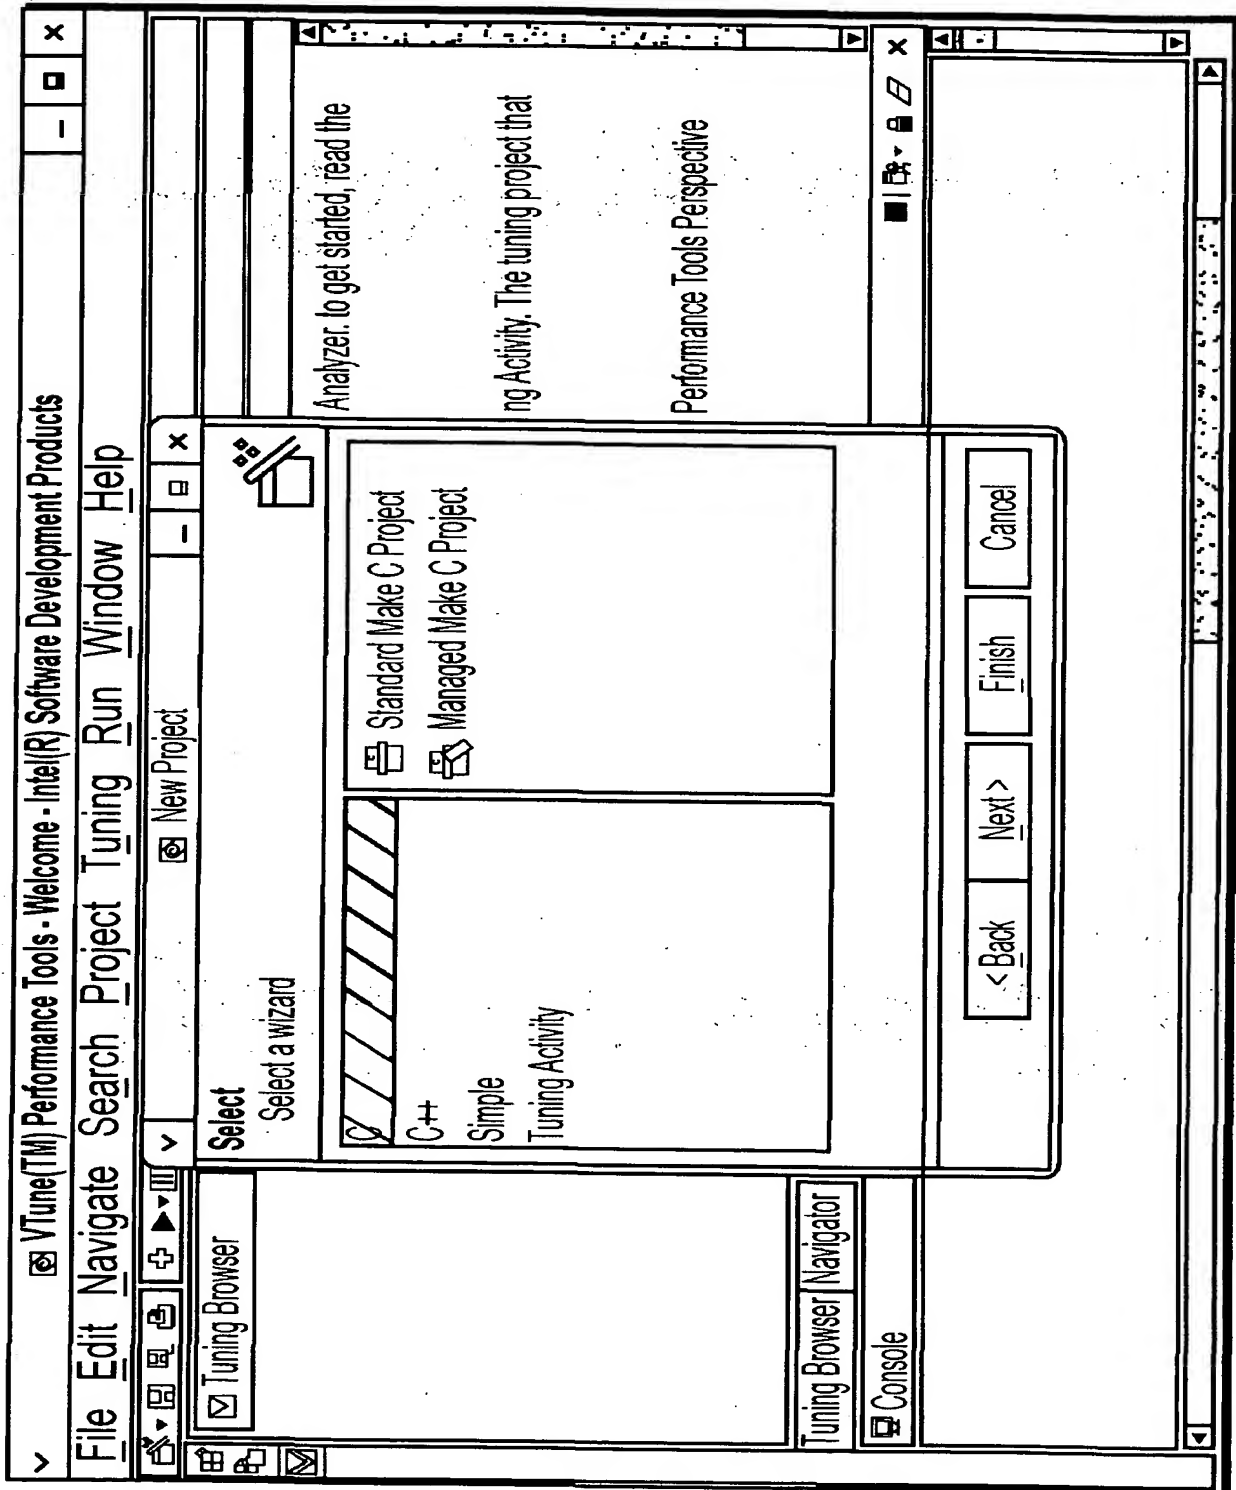 VTune(TM) Performance Tools - Welcome - Intel(R) Software Development Products
File Edit Navigate Search Project Tuning Run Window Help
New Project
Tuning Browser
Select
Select a wizard
C
C++
Simple
Tuning Activity
Standard Make C Project
Managed Make C Project
Analyzer. to get started, read the
ng Activity. The tuning project that
Performance Tools Perspective
Tuning Browser Navigator
Console
< Back Next > Finish Cancel